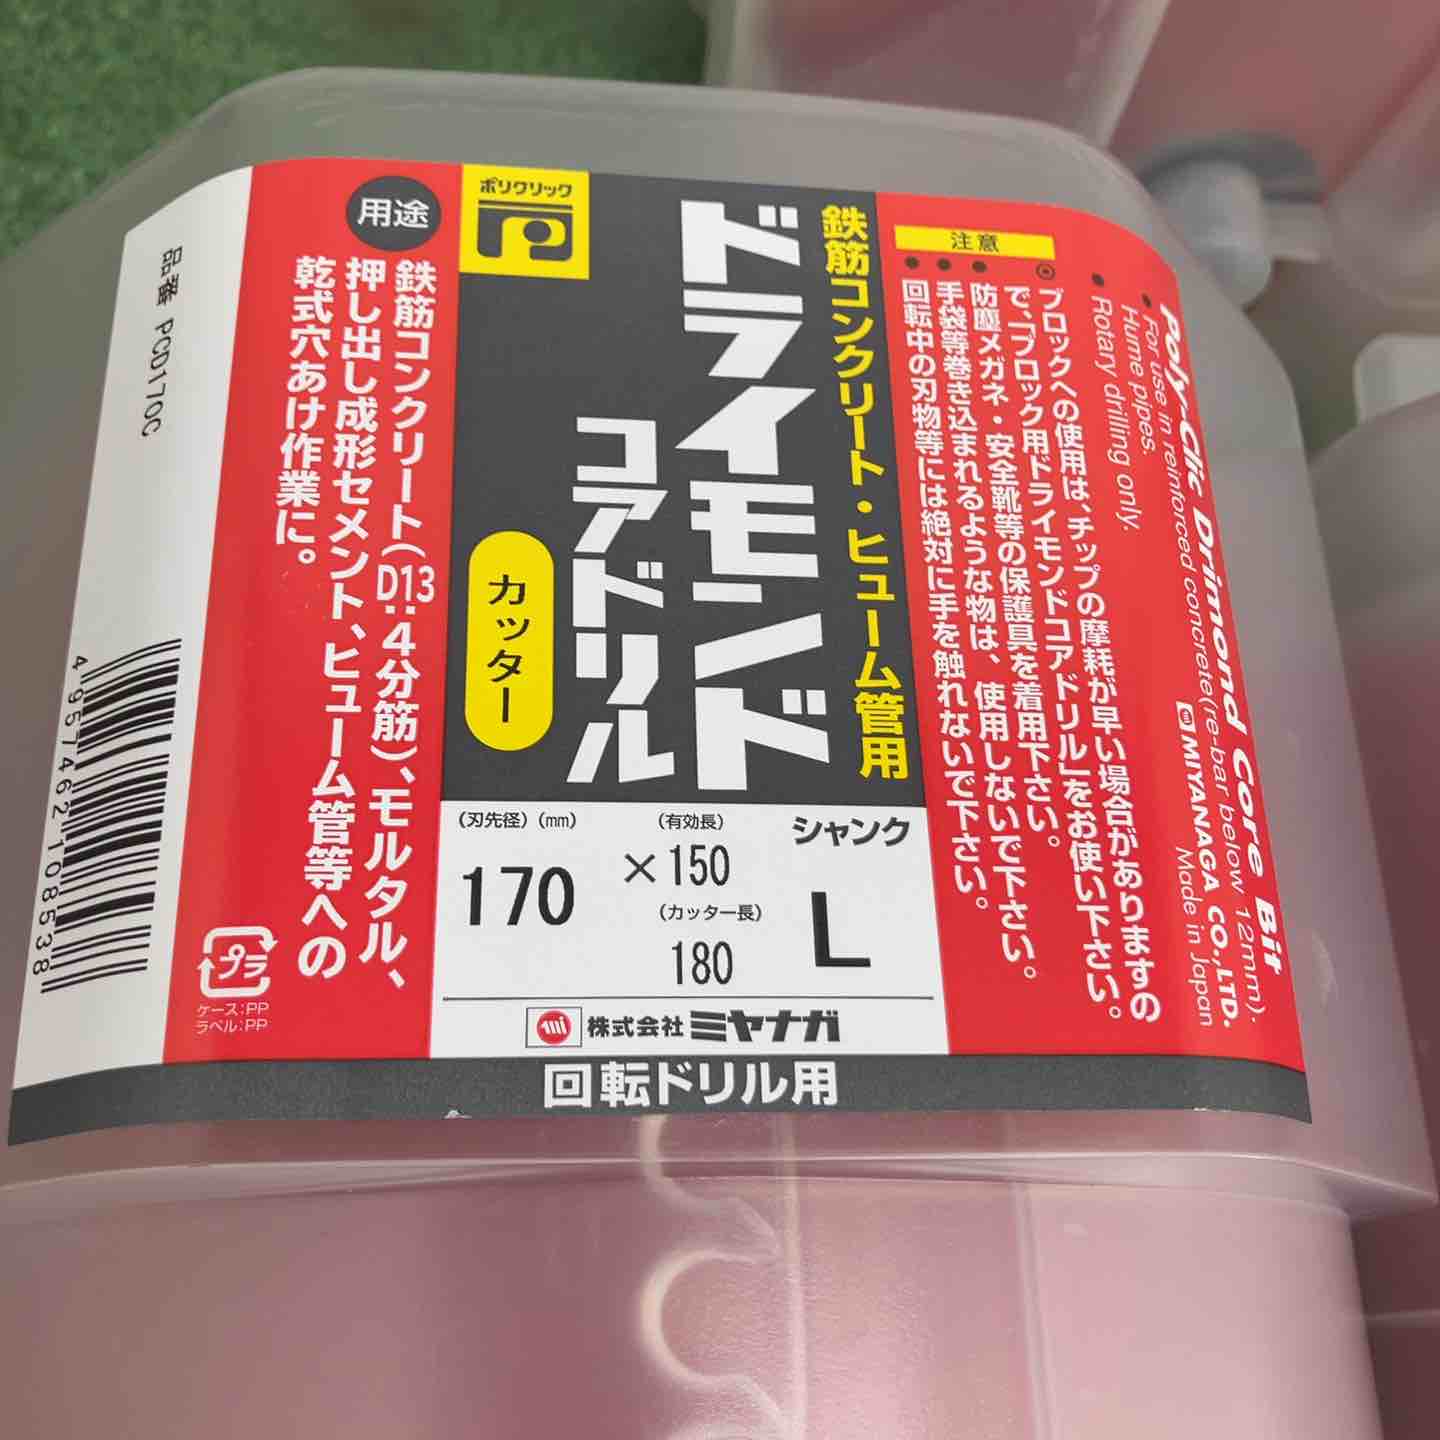 品番 PCD170C
4 957462 108538
用途
鉄筋コンクリート(D13:4分筋)、モルタル、
押し出し成形セメント、ヒューム管等への
乾式穴あけ作業に。
プラ
ケース:PP
ラベル:PP
ポリクリック
鉄筋コンクリート・ヒューム管用
ドライモンド
コアドリル
カッター
(刃先径)(mm)
170
(有効長)
×150
(カッター長)
180
シャンク
L
株式会社ミヤナガ
回転ドリル用
注意
◎ブロックへの使用は、チップの摩耗が早い場合がありますの
で、「ブロック用ドライモンドコアドリル」をお使い下さい。
●防塵メガネ・安全靴等の保護具を着用下さい。
●手袋等巻き込まれるような物は、使用しないで下さい。
●回転中の刃物等には絶対に手を触れないで下さい。
Poly-Clic Drimond Core Bit
●For use in reinforced concrete(re-bar below 12mm).
Hume pipes.
●Rotary drilling only.
MIYANAGA CO.,LTD.
Made in Japan